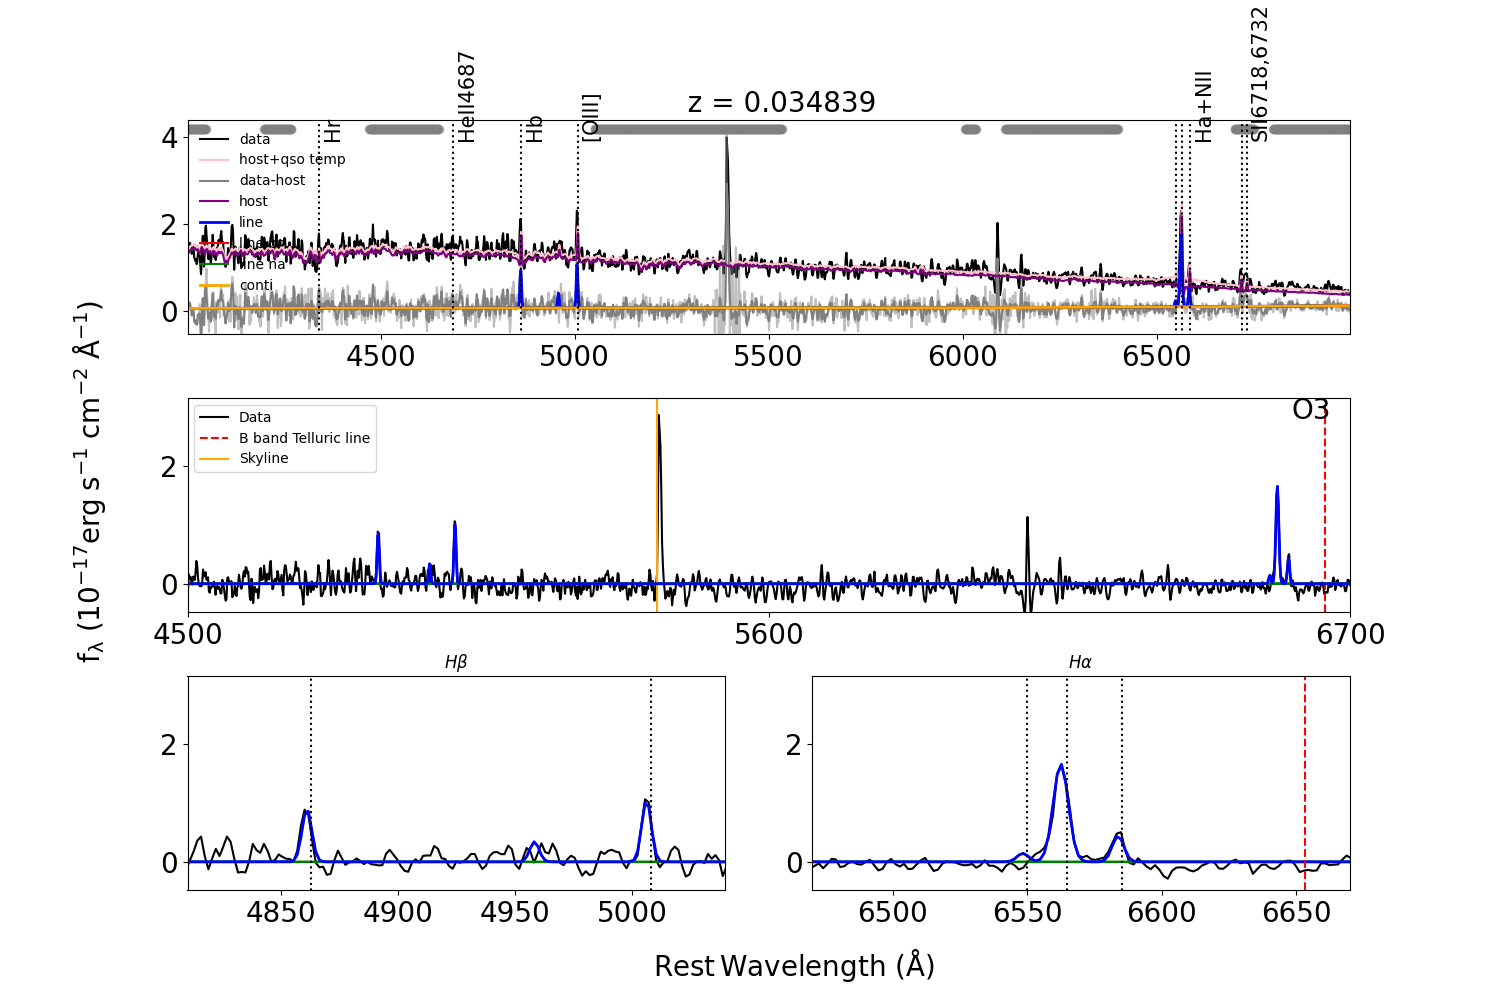 z = 0.034839
Hr
HeII4687
Hb
[OIII]
Ha+NII
SII6718,6732
data
host+qso temp
data-host
host
line
line na
conti
4
2
0
4500
5000
5500
6000
6500
fλ (10−17erg s−1 cm−2 Å−1)
Data
B band Telluric line
Skyline
O3
2
0
4500
5600
6700
Hβ
2
0
4850
4900
4950
5000
Hα
2
0
6500
6550
6600
6650
Rest Wavelength (Å)